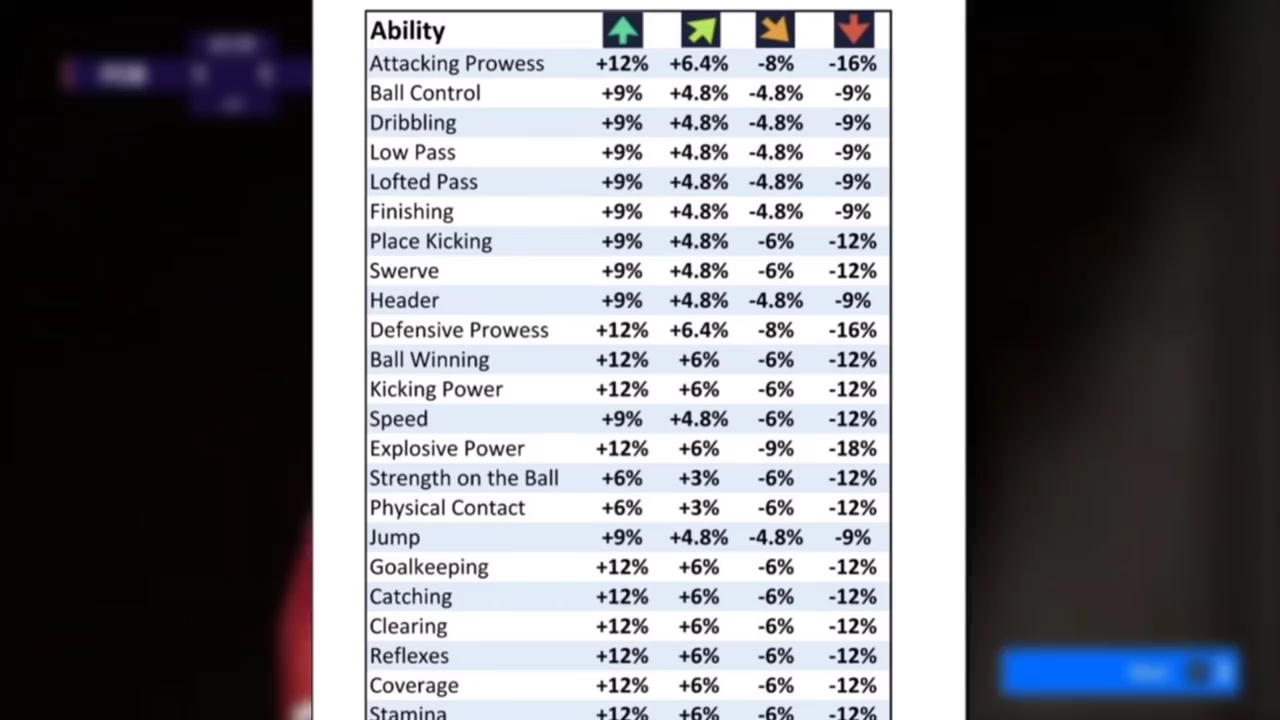 Ability
Attacking Prowess +12% +6.4% -8% -16%
Ball Control +9% +4.8% -4.8% -9%
Dribbling +9% +4.8% -4.8% -9%
Low Pass +9% +4.8% -4.8% -9%
Lofted Pass +9% +4.8% -4.8% -9%
Finishing +9% +4.8% -4.8% -9%
Place Kicking +9% +4.8% -6% -12%
Swerve +9% +4.8% -6% -12%
Header +9% +4.8% -4.8% -9%
Defensive Prowess +12% +6.4% -8% -16%
Ball Winning +12% +6% -6% -12%
Kicking Power +12% +6% -6% -12%
Speed +9% +4.8% -6% -12%
Explosive Power +12% +6% -9% -18%
Strength on the Ball +6% +3% -6% -12%
Physical Contact +6% +3% -6% -12%
Jump +9% +4.8% -4.8% -9%
Goalkeeping +12% +6% -6% -12%
Catching +12% +6% -6% -12%
Clearing +12% +6% -6% -12%
Reflexes +12% +6% -6% -12%
Coverage +12% +6% -6% -12%
Stamina +12% +6% -6% -12%